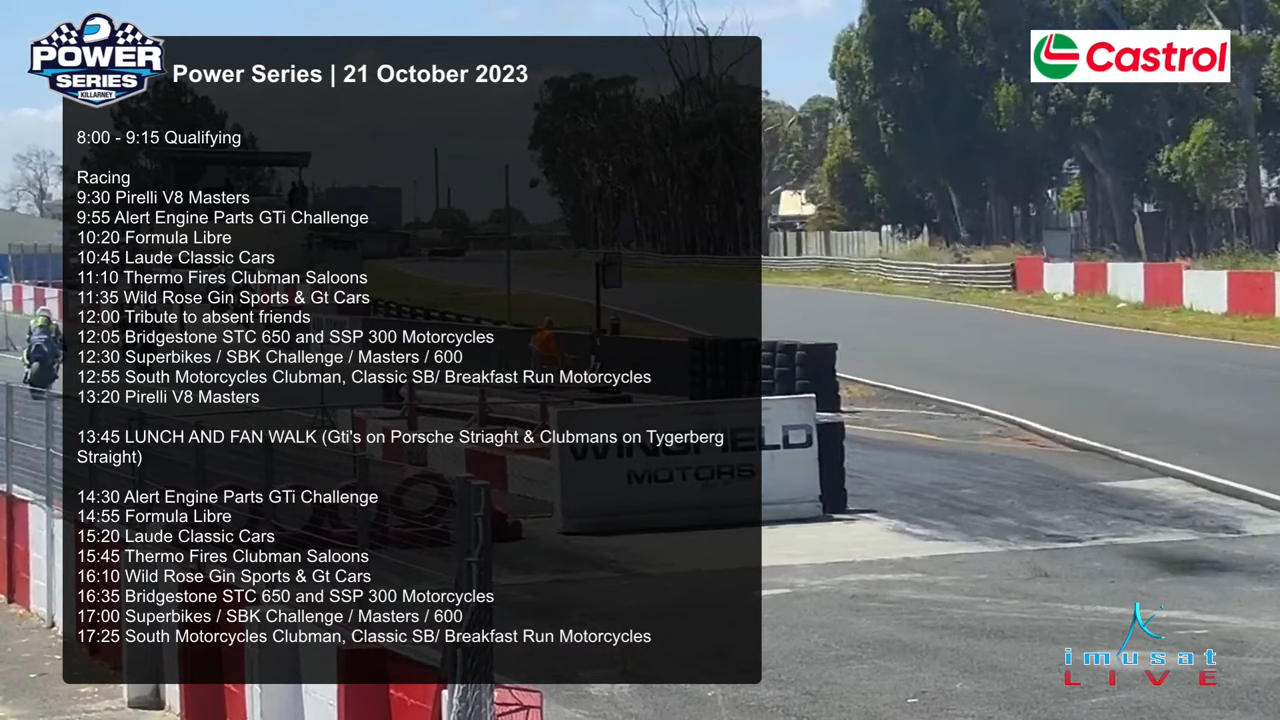 POWER
SERIES
KILLARNEY
Power Series | 21 October 2023
Castrol
8:00 - 9:15 Qualifying
Racing
9:30 Pirelli V8 Masters
9:55 Alert Engine Parts GTi Challenge
10:20 Formula Libre
10:45 Laude Classic Cars
11:10 Thermo Fires Clubman Saloons
11:35 Wild Rose Gin Sports & Gt Cars
12:00 Tribute to absent friends
12:05 Bridgestone STC 650 and SSP 300 Motorcycles
12:30 Superbikes / SBK Challenge / Masters / 600
12:55 South Motorcycles Clubman, Classic SB/ Breakfast Run Motorcycles
13:20 Pirelli V8 Masters
13:45 LUNCH AND FAN WALK (Gti's on Porsche Striaght & Clubmans on Tygerberg
Straight)
14:30 Alert Engine Parts GTi Challenge
14:55 Formula Libre
15:20 Laude Classic Cars
15:45 Thermo Fires Clubman Saloons
16:10 Wild Rose Gin Sports & Gt Cars
16:35 Bridgestone STC 650 and SSP 300 Motorcycles
17:00 Superbikes / SBK Challenge / Masters / 600
17:25 South Motorcycles Clubman, Classic SB/ Breakfast Run Motorcycles
WINGFIELD
MOTORS
imusat
LIVE